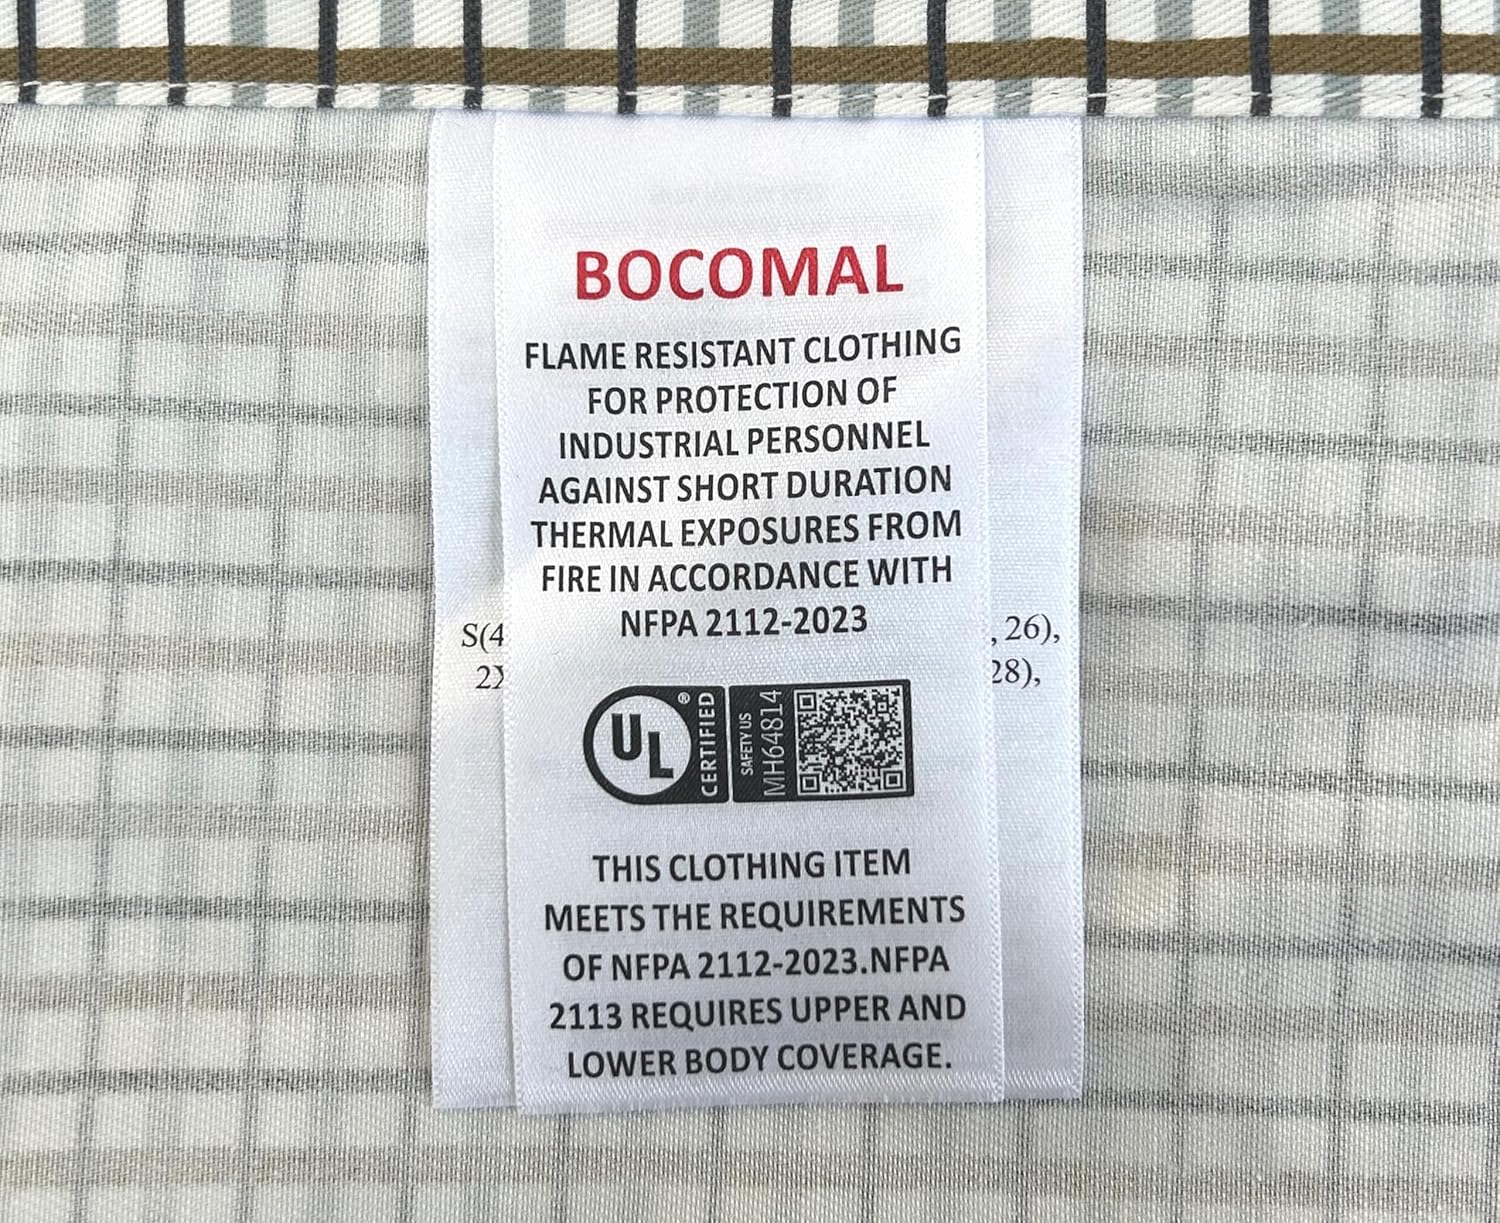 BOCOMAL
FLAME RESISTANT CLOTHING
FOR PROTECTION OF
INDUSTRIAL PERSONNEL
AGAINST SHORT DURATION
THERMAL EXPOSURES FROM
FIRE IN ACCORDANCE WITH
NFPA 2112-2023
S(4
, 26),
2X
28),
UL ®
CERTIFIED
SAFETY US
MH64814
THIS CLOTHING ITEM
MEETS THE REQUIREMENTS
OF NFPA 2112-2023.NFPA
2113 REQUIRES UPPER AND
LOWER BODY COVERAGE.